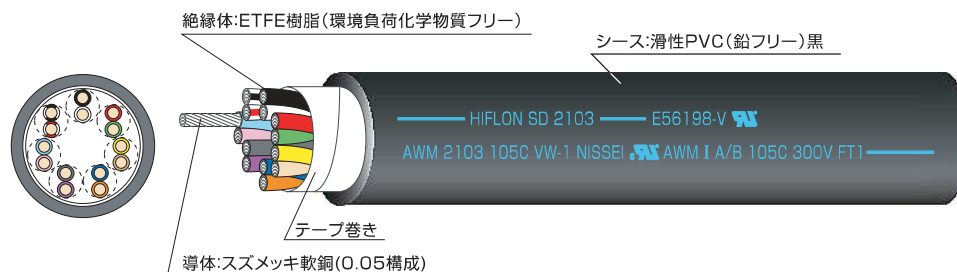 絶縁体:ETFE樹脂(環境負荷化学物質フリー)
シース:滑性PVC(鉛フリー)黒
HIFLON SD 2103 E56198-V
AWM 2103 105C VW-1 NISSEI AWM I A/B 105C 300V FT1
テープ巻き
導体:スズメッキ軟銅(0.05構成)